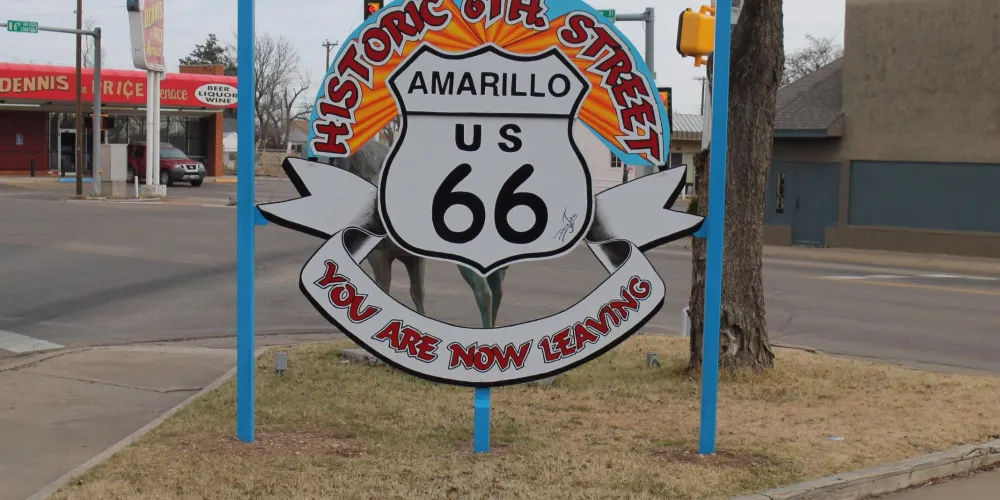 HISTORIC 6TH STREET
AMARILLO
US
66
YOU ARE NOW LEAVING
DENNIS
PRICE
BEER
LIQUOR
WINE